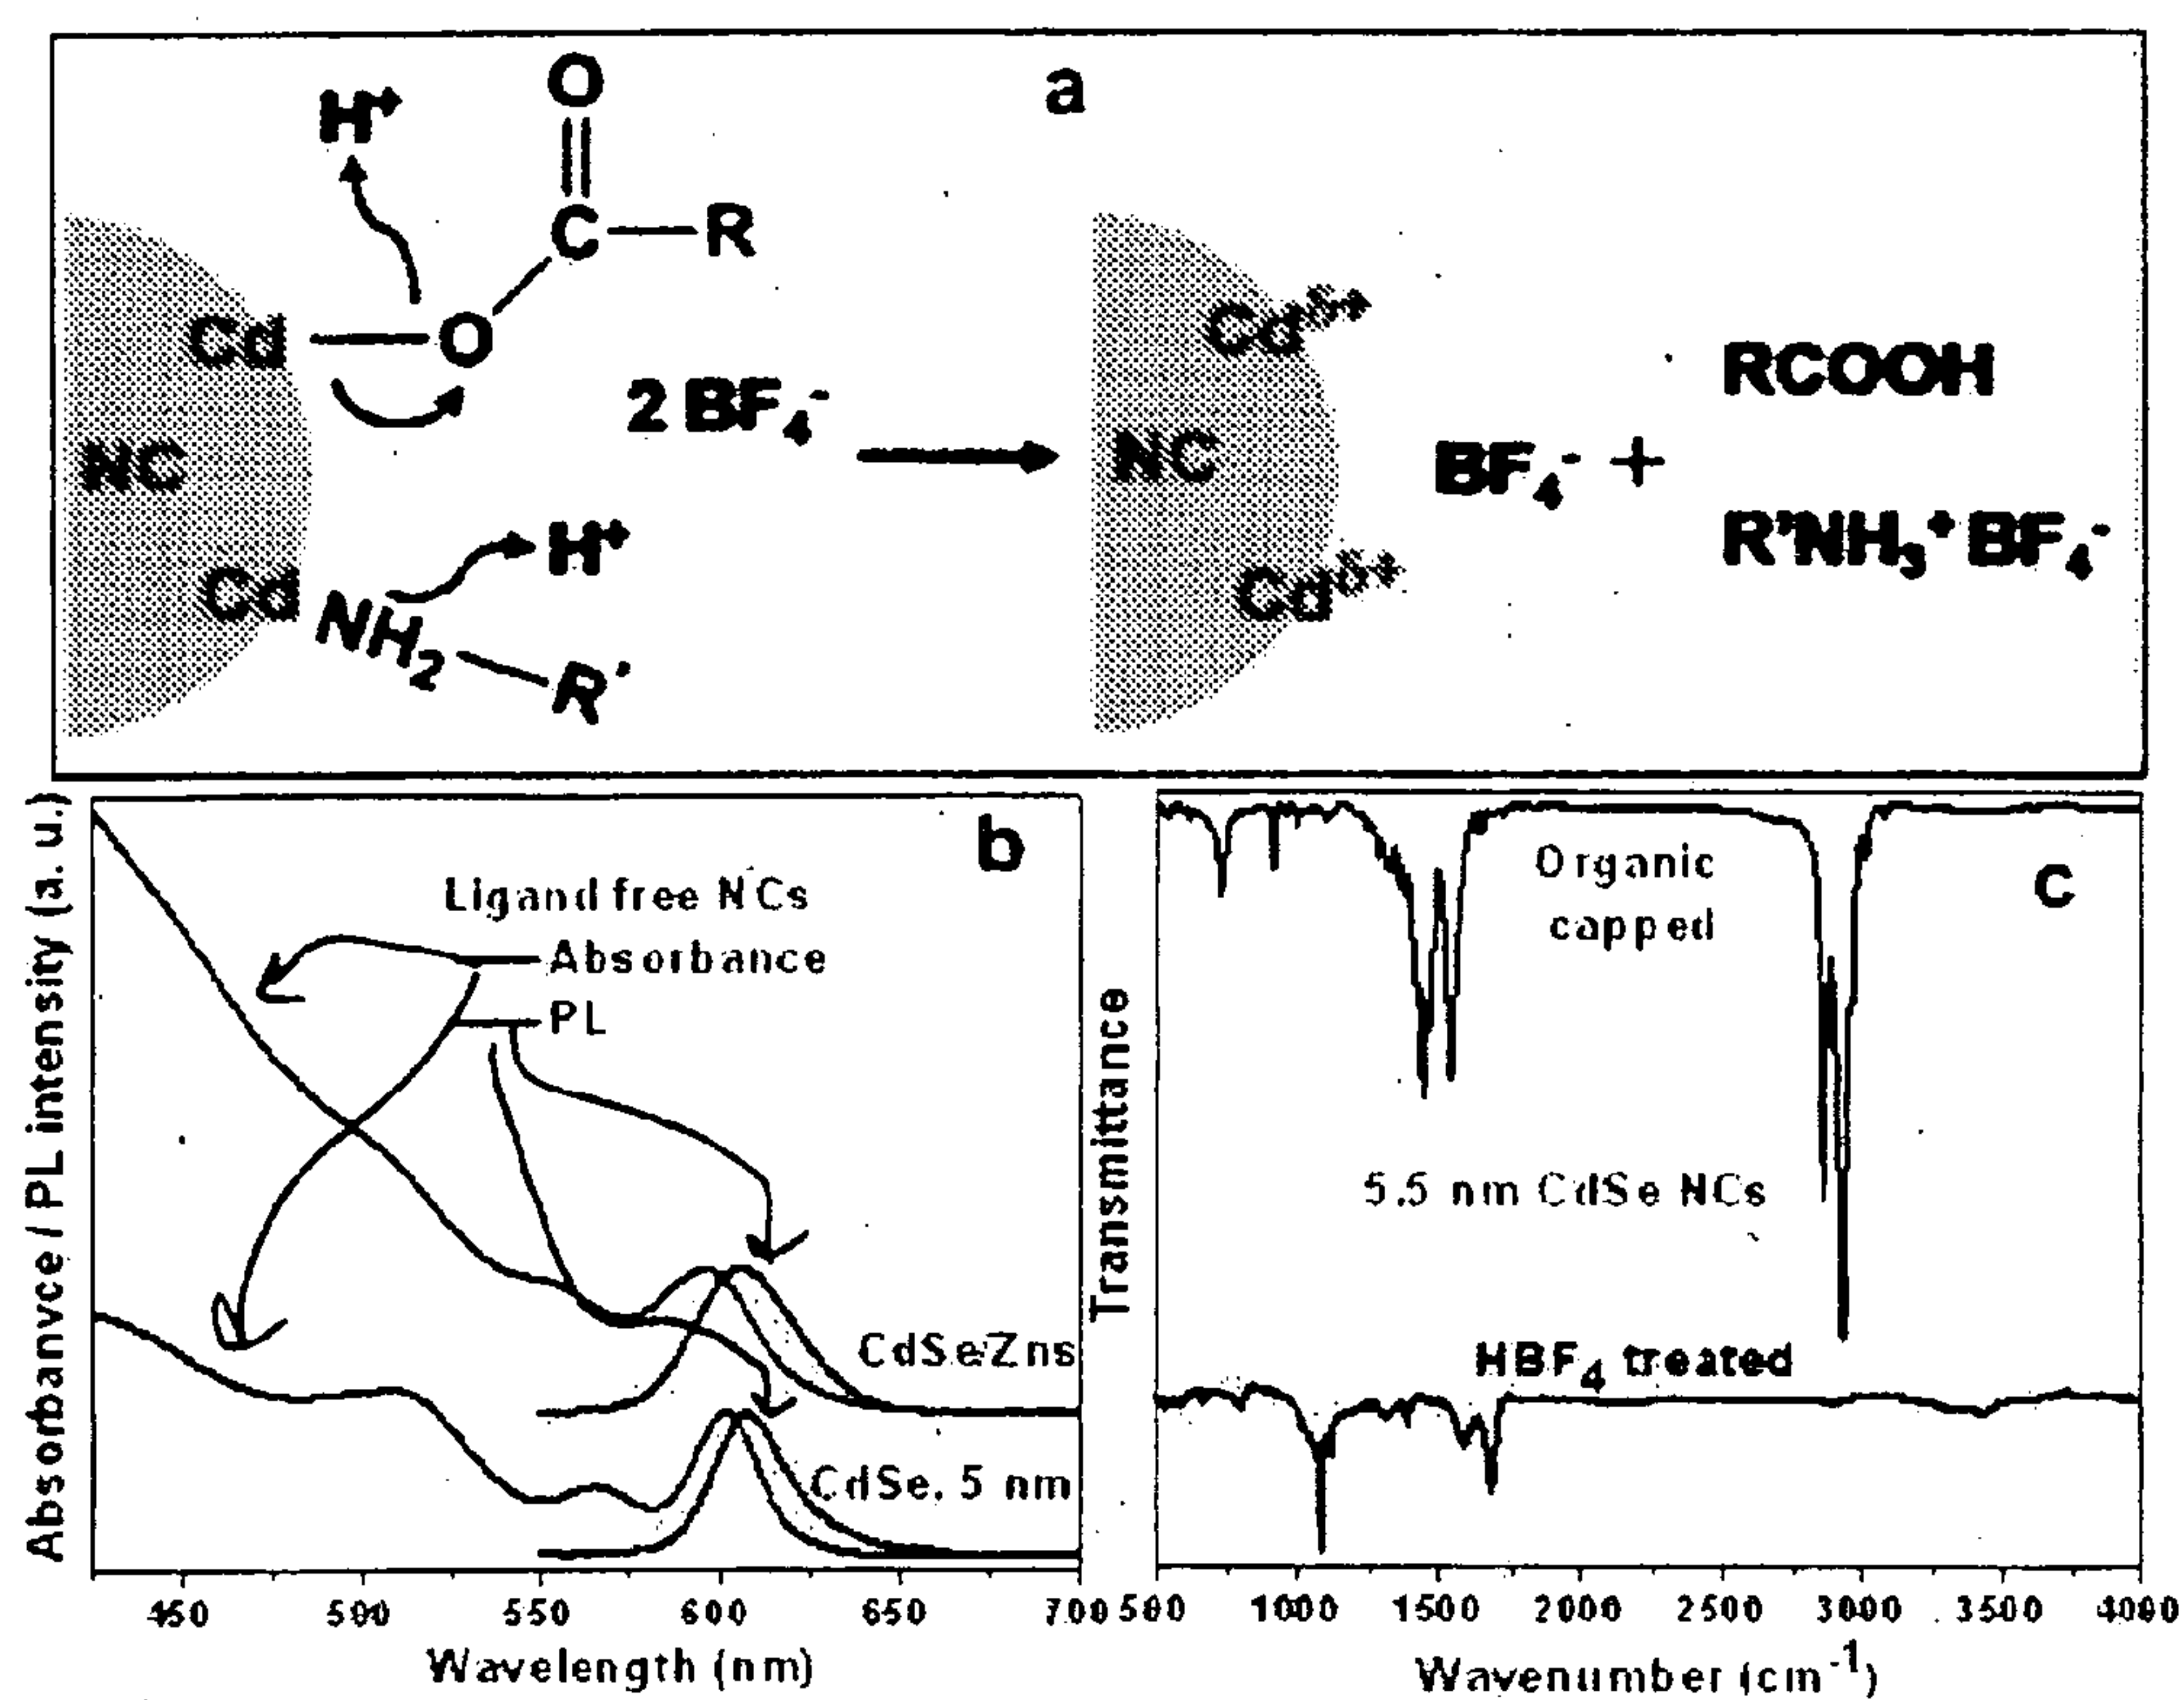 a
H⁺
O
C—R
Cd—O
2 BF₄⁻
NC
H⁺
Cd NH₂—R'
Cdᵟ⁺
NC
BF₄⁻ +
Cdᵟ⁺
RCOOH
R'NH₃⁺BF₄⁻
b
Absorbanvce / PL intensity (a. u.)
Ligand free NCs
Absorbance
PL
CdSe/Zns
CdSe, 5 nm
450 500 550 600 650 700
Wavelength (nm)
c
Transmittance
Organic
capped
5.5 nm CdSe NCs
HBF₄ treated
500 1000 1500 2000 2500 3000 3500 4000
Wavenumber (cm⁻¹)